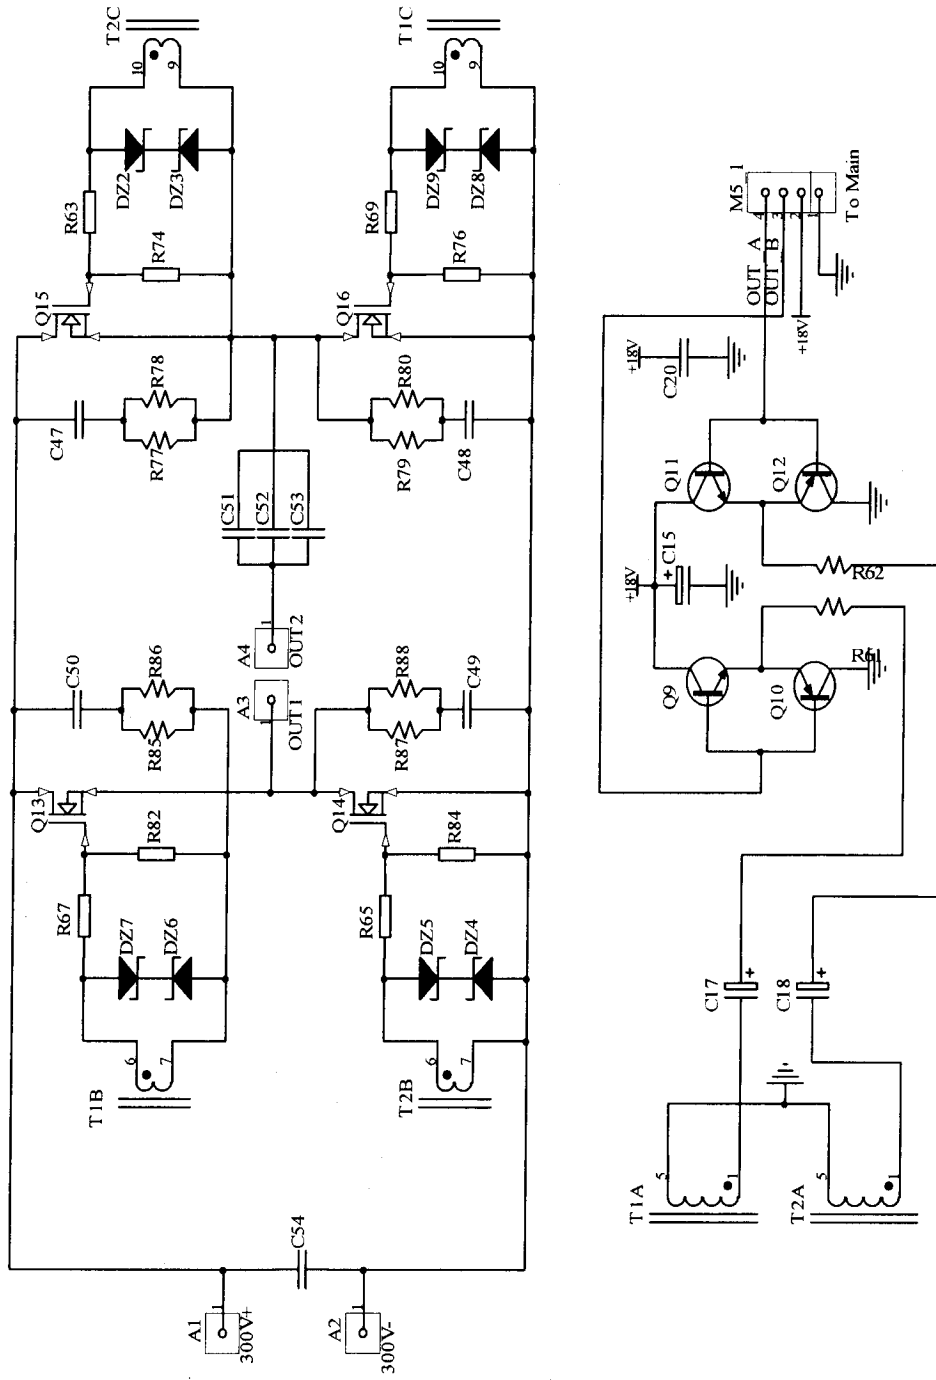 A1
1
300V+
A2
1
300V-
C54
T1B
6
7
DZ7
DZ6
R67
R82
Q13
C50
R85
R86
T2B
6
7
DZ5
DZ4
R65
R84
Q14
R87
R88
C49
A3
1
OUT1
A4
1
OUT2
C51
C52
C53
C47
R77
R78
Q15
R74
R63
DZ2
DZ3
10
9
T2C
R79
R80
C48
Q16
R76
R69
DZ9
DZ8
10
9
T1C
T1A
5
1
T2A
5
1
C17
+
C18
+
Q9
Q10
R61
R62
+18V
+
C15
Q11
Q12
+18V
C20
OUT_A
OUT_B
+18V
4
3
2
1
M5_1
To Main